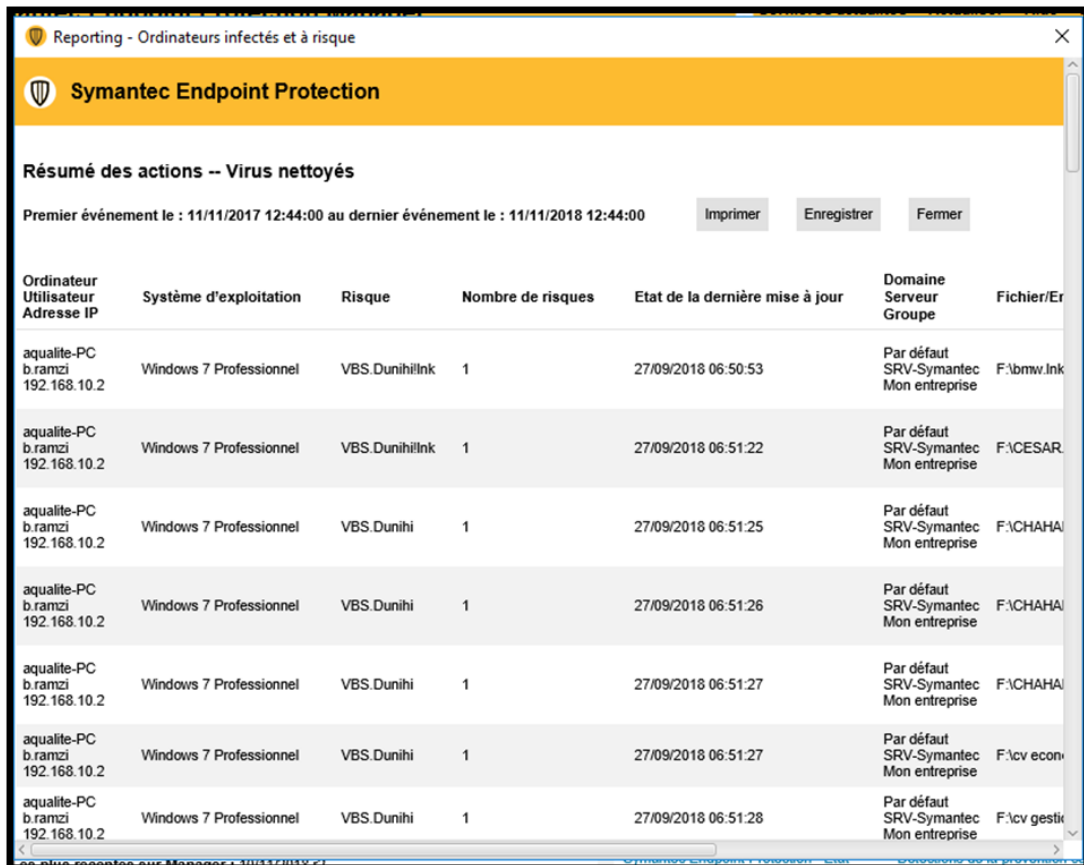 Reporting - Ordinateurs infectés et à risque
Symantec Endpoint Protection
Résumé des actions -- Virus nettoyés
Premier événement le : 11/11/2017 12:44:00 au dernier événement le : 11/11/2018 12:44:00
Imprimer Enregistrer Fermer
Ordinateur
Utilisateur
Adresse IP
Système d'exploitation
Risque
Nombre de risques
Etat de la dernière mise à jour
Domaine
Serveur
Groupe
aqualite-PC
b.ramzi
192.168.10.2
Windows 7 Professionnel
VBS.Dunihi!lnk
1
27/09/2018 06:50:53
Par défaut
SRV-Symantec
Mon entreprise
F:\bmw.lnk
aqualite-PC
b.ramzi
192.168.10.2
Windows 7 Professionnel
VBS.Dunihi!lnk
1
27/09/2018 06:51:22
Par défaut
SRV-Symantec
Mon entreprise
F:\CESAR.
aqualite-PC
b.ramzi
192.168.10.2
Windows 7 Professionnel
VBS.Dunihi
1
27/09/2018 06:51:25
Par défaut
SRV-Symantec
Mon entreprise
aqualite-PC
b.ramzi
192.168.10.2
Windows 7 Professionnel
VBS.Dunihi
1
27/09/2018 06:51:26
Par défaut
SRV-Symantec
Mon entreprise
aqualite-PC
b.ramzi
192.168.10.2
Windows 7 Professionnel
VBS.Dunihi
1
27/09/2018 06:51:27
Par défaut
SRV-Symantec
Mon entreprise
aqualite-PC
b.ramzi
192.168.10.2
Windows 7 Professionnel
VBS.Dunihi
1
27/09/2018 06:51:27
Par défaut
SRV-Symantec
Mon entreprise
F:\cv
aqualite-PC
b.ramzi
192.168.10.2
Windows 7 Professionnel
VBS.Dunihi
1
27/09/2018 06:51:28
Par défaut
SRV-Symantec
Mon entreprise
F:\cv